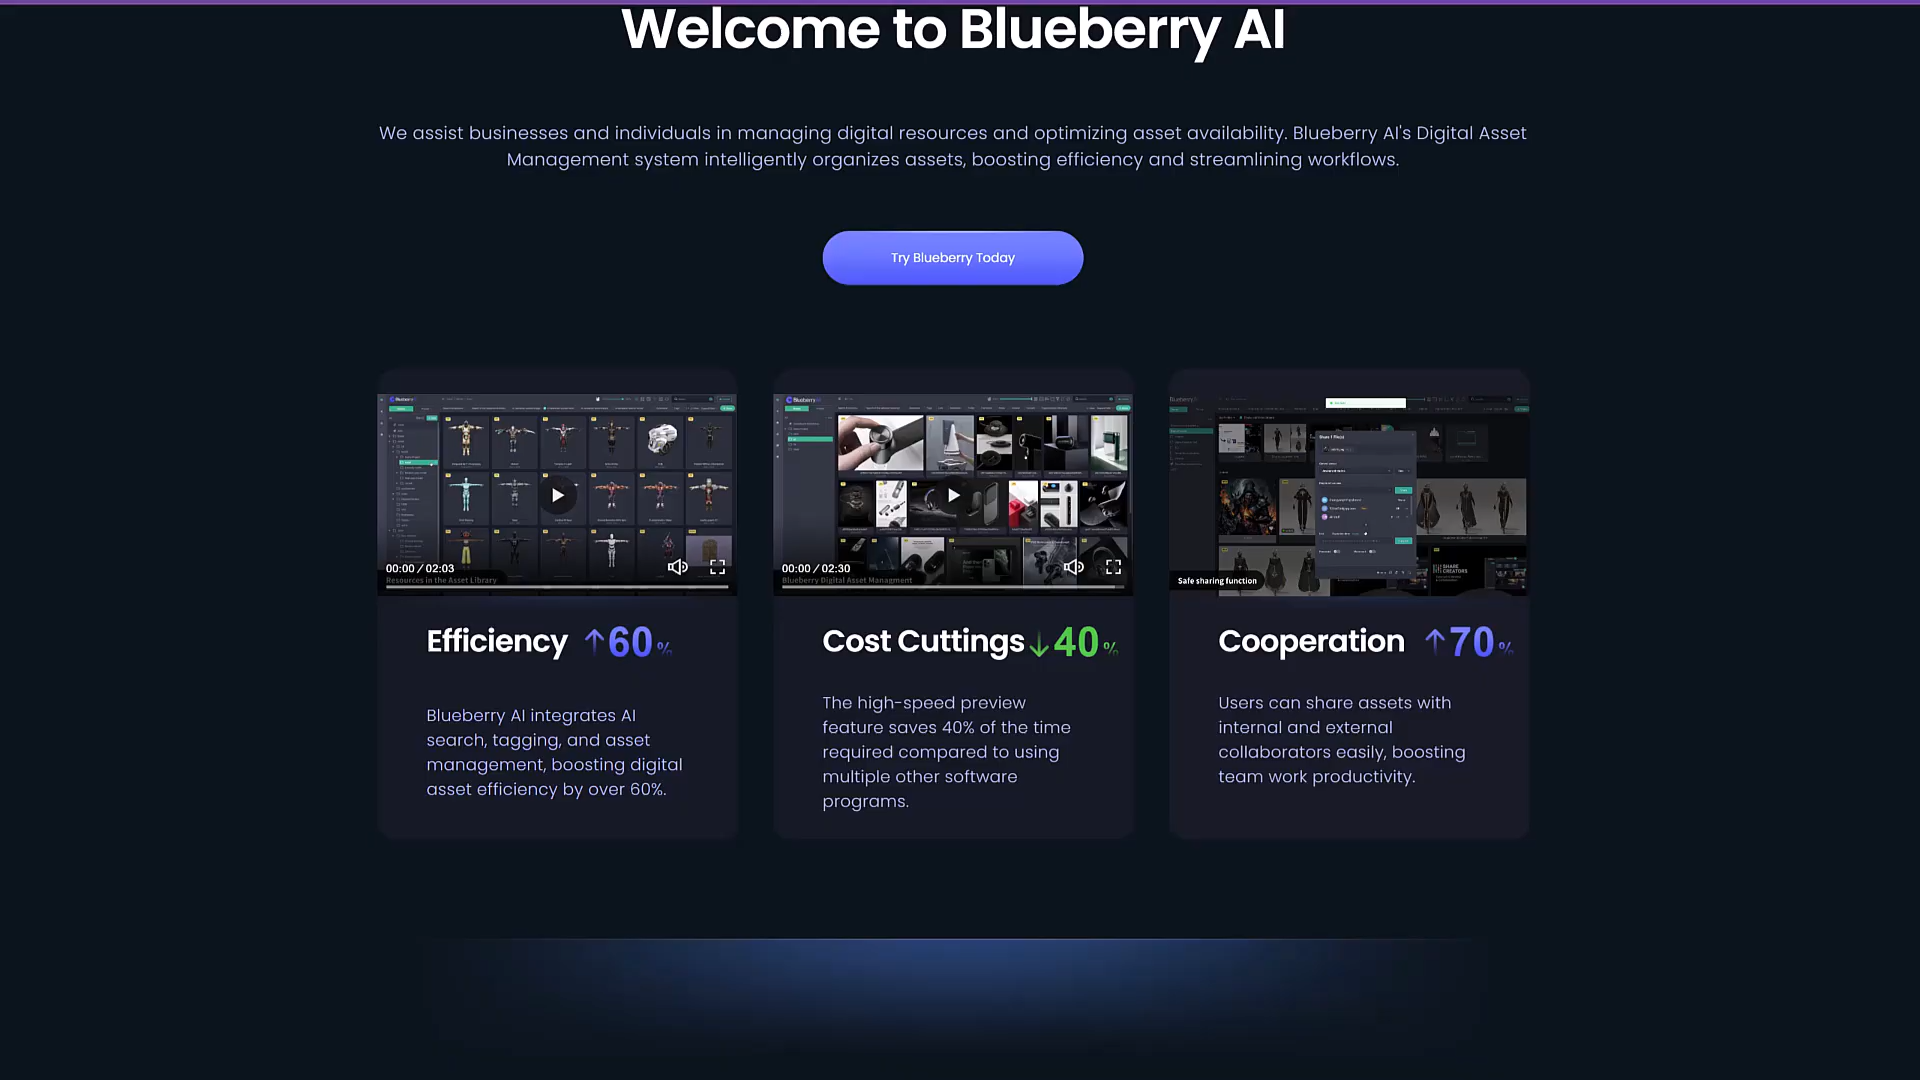 Welcome to Blueberry AI
We assist businesses and individuals in managing digital resources and optimizing asset availability. Blueberry AI's Digital Asset
Management system intelligently organizes assets, boosting efficiency and streamlining workflows.
Try Blueberry Today
00:00 / 02:03
Resources in the Asset Library
Efficiency ↑60%
Blueberry AI integrates AI
search, tagging, and asset
management, boosting digital
asset efficiency by over 60%.
Blueberry
00:00 / 02:30
Blueberry Digital Asset Managment
Cost Cuttings ↓40%
The high-speed preview
feature saves 40% of the time
required compared to using
multiple other software
programs.
SHARE
CREATORS
Safe sharing function
Cooperation ↑70%
Users can share assets with
internal and external
collaborators easily, boosting
team work productivity.